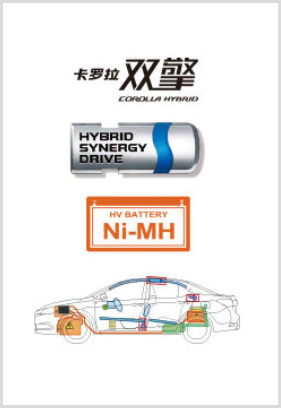 卡罗拉 双擎
COROLLA HYBRID
HYBRID
SYNERGY
DRIVE
HV BATTERY
Ni-MH